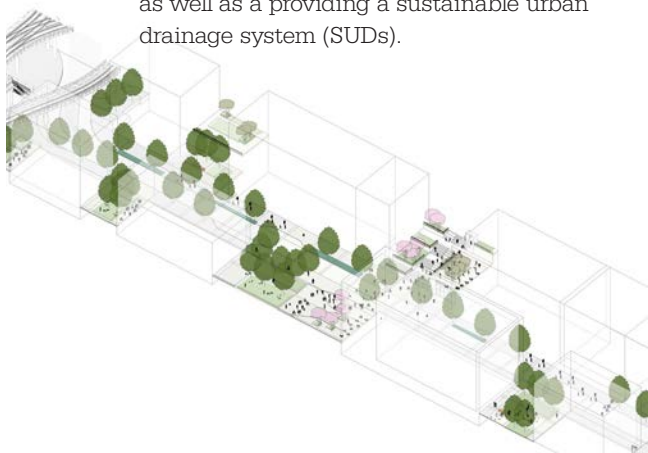 as well as a providing a sustainable urban
drainage system (SUDs).